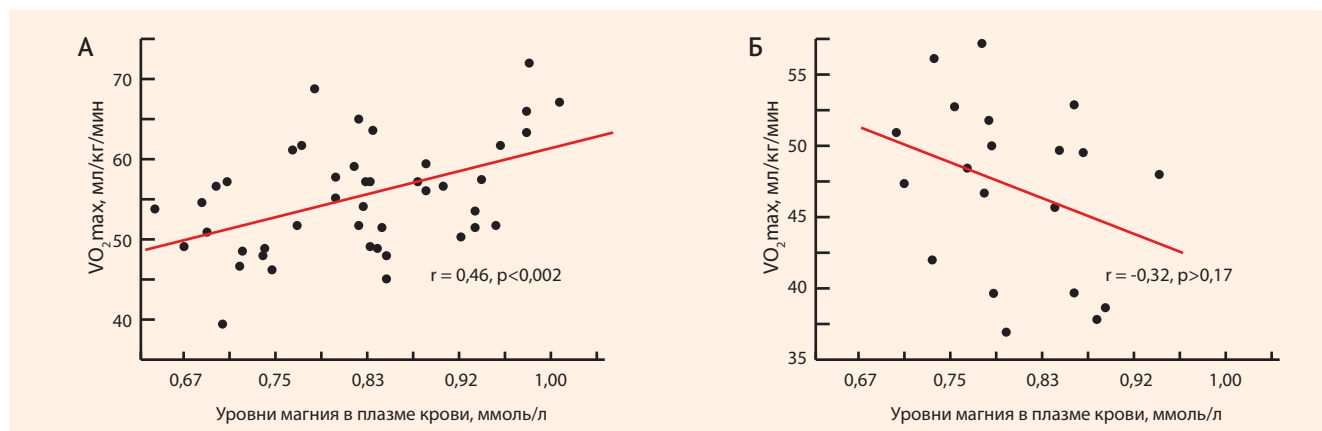 А
VO₂max, мл/кг/мин
70
60
50
40
r = 0,46, p<0,002
0,67 0,75 0,83 0,92 1,00
Уровни магния в плазме крови, ммоль/л
Б
VO₂max, мл/кг/мин
55
50
45
40
35
r = -0,32, p>0,17
0,67 0,75 0,83 0,92 1,00
Уровни магния в плазме крови, ммоль/л